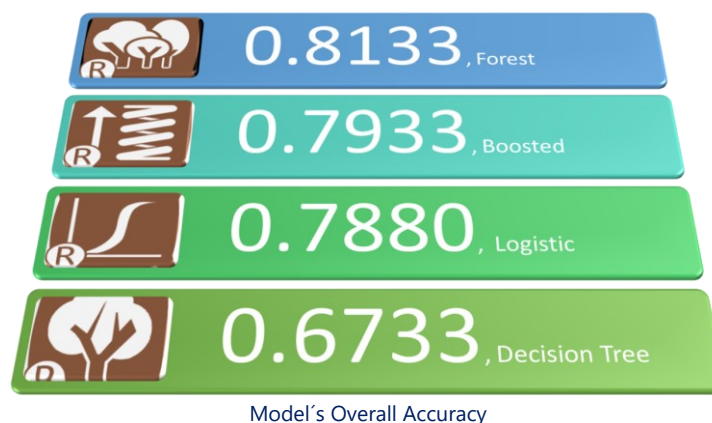 R 0.8133, Forest
R 0.7933, Boosted
R 0.7880, Logistic
R 0.6733, Decision Tree
Model´s Overall Accuracy